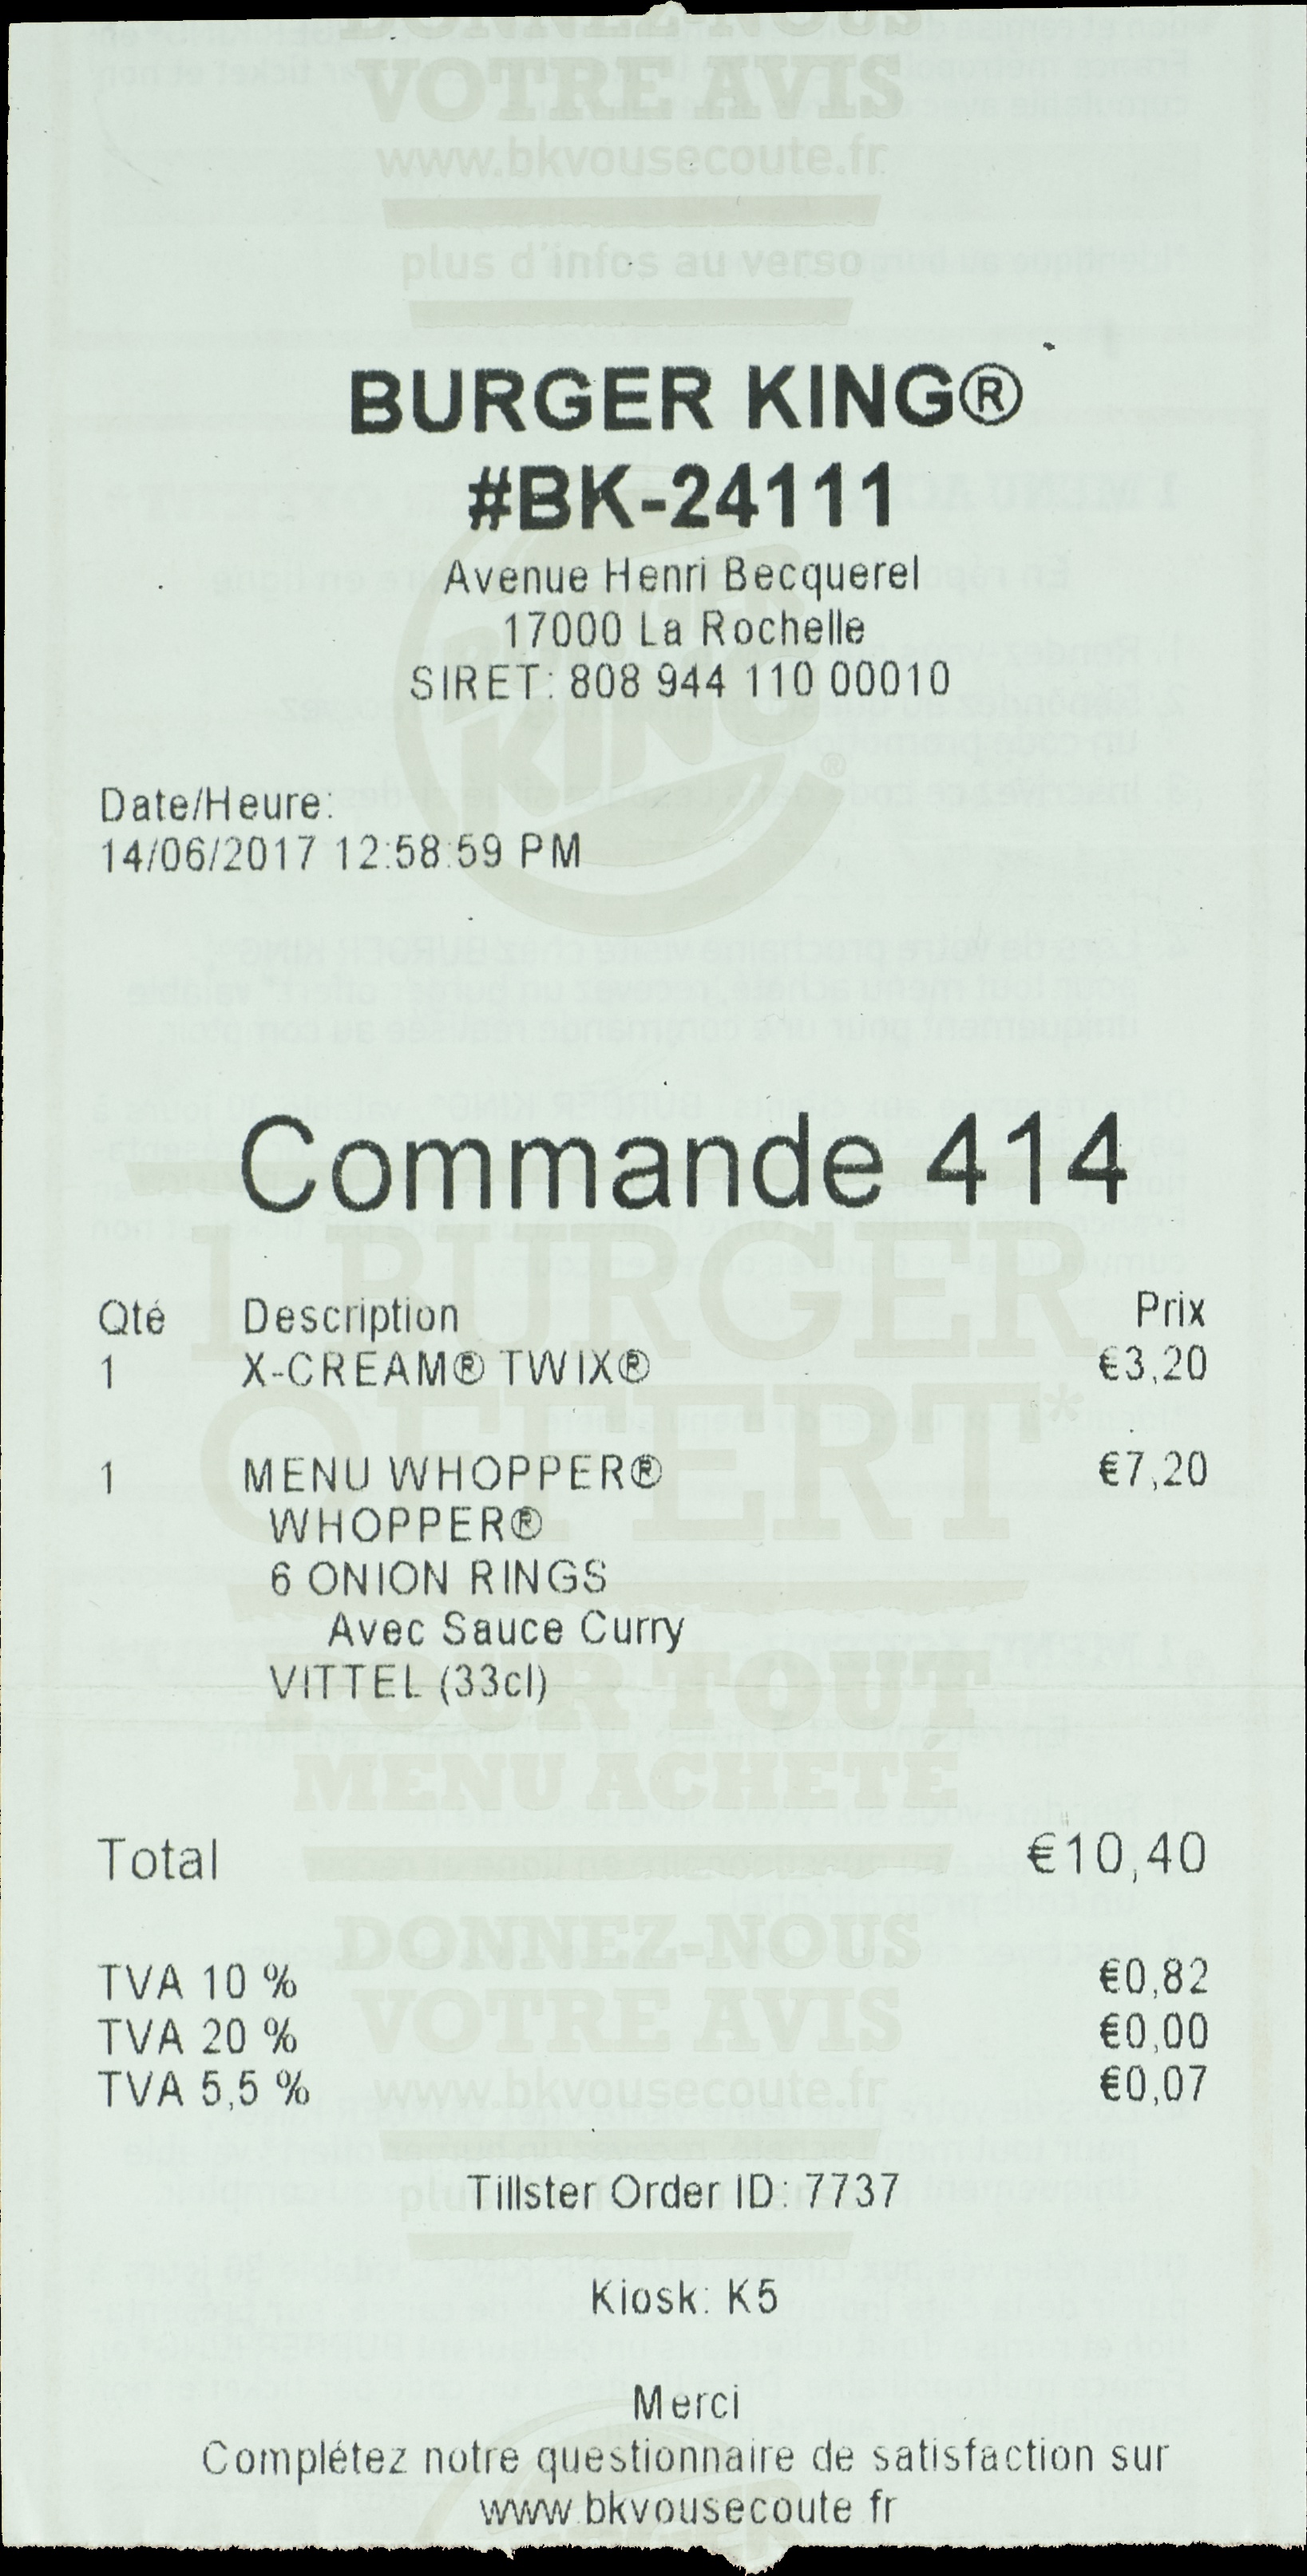 DONNEZ-NOUS
VOTRE AVIS
www.bkvousecoute.fr
plus d'infos au verso
BURGER KING®
#BK-24111
Avenue Henri Becquerel
17000 La Rochelle
SIRET: 808 944 110 00010
Date/Heure:
14/06/2017 12:58:59 PM
Commande 414
1 BURGER
OFFERT*
POUR TOUT
MENU ACHETÉ
Qté Description Prix
1 X-CREAM® TWIX® €3,20
1 MENU WHOPPER® €7,20
WHOPPER®
6 ONION RINGS
Avec Sauce Curry
VITTEL (33cl)
Total €10,40
DONNEZ-NOUS
VOTRE AVIS
www.bkvousecoute.fr
TVA 10 % €0,82
TVA 20 % €0,00
TVA 5,5 % €0,07
Tillster Order ID: 7737
Kiosk: K5
Merci
Complétez notre questionnaire de satisfaction sur
www.bkvousecoute.fr